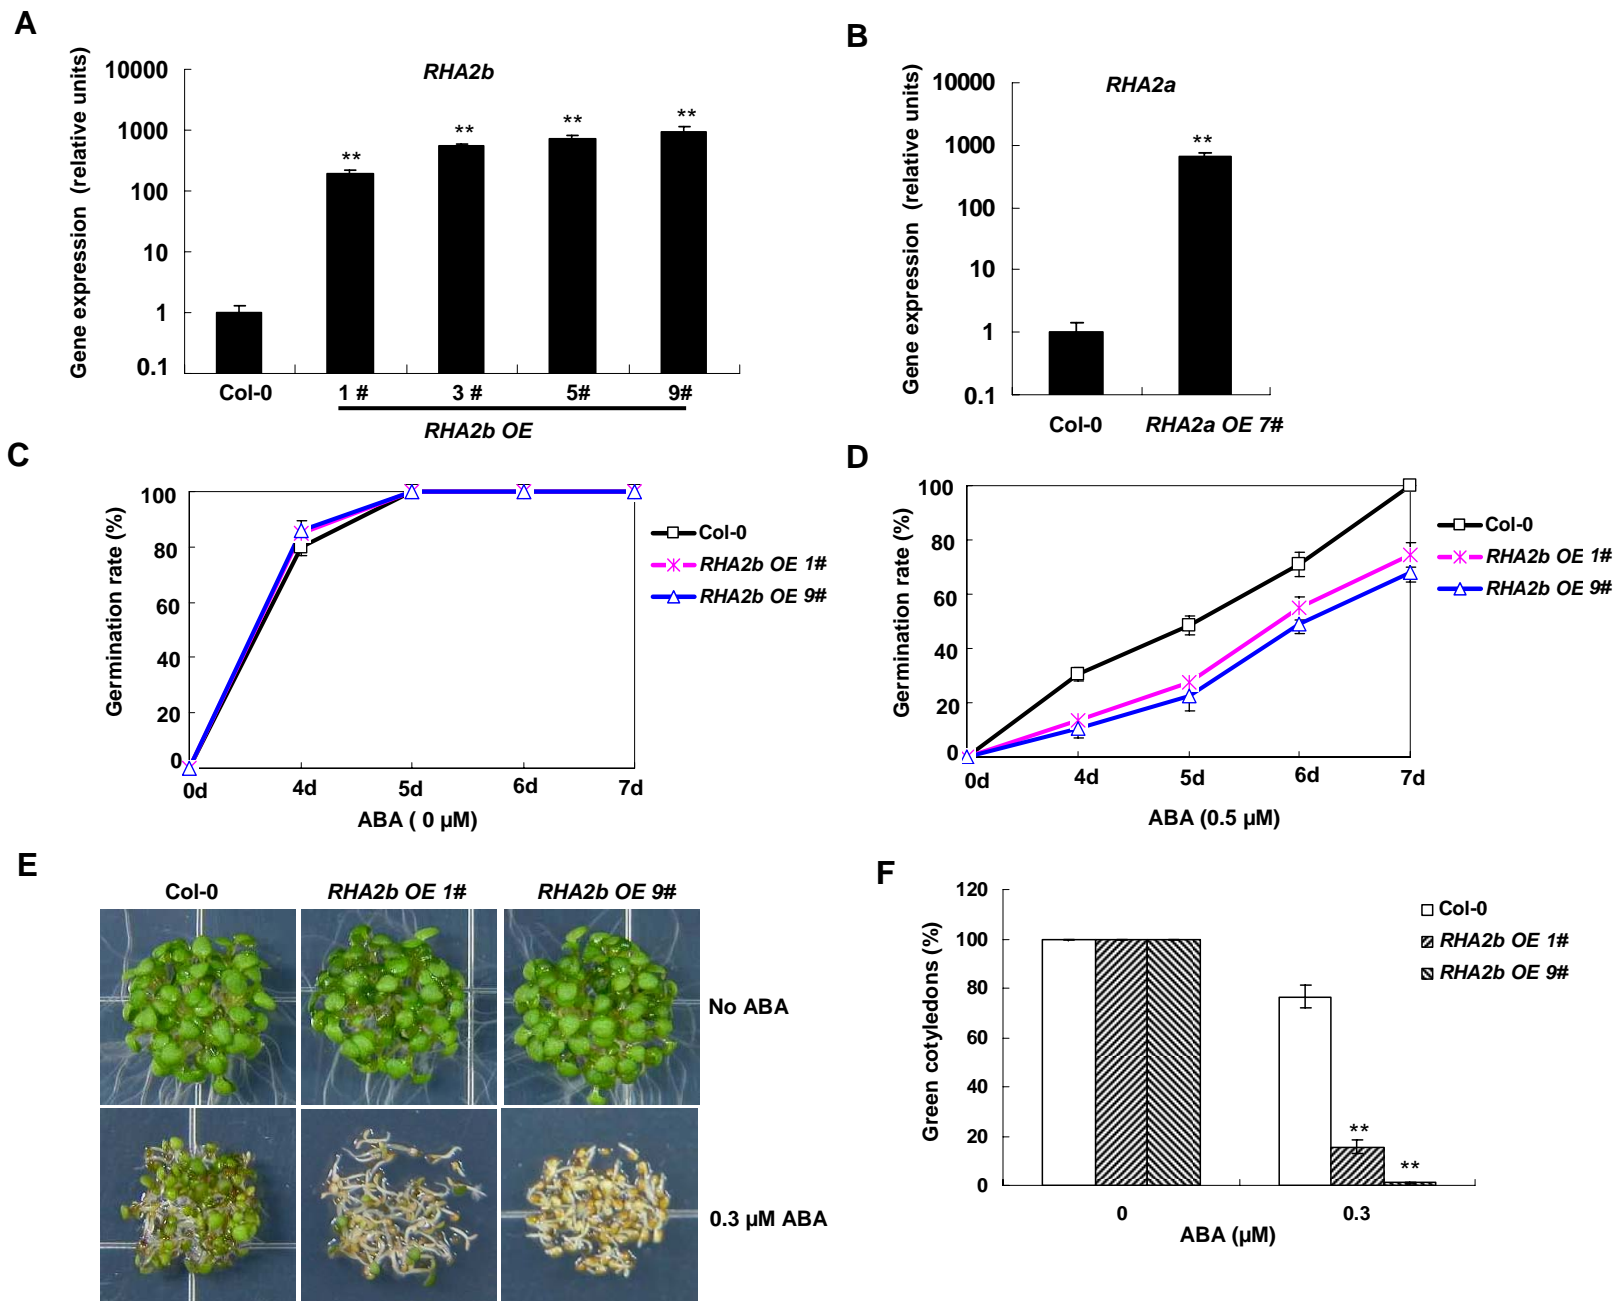 A
RHA2b
Gene expression (relative units)
10000
1000
100
10
1
0.1
**
**
**
**
Col-0
1 #
3 #
5#
9#
RHA2b OE
B
RHA2a
Gene expression (relative units)
10000
1000
100
10
1
0.1
**
Col-0
RHA2a OE 7#
C
Germination rate (%)
100
80
60
40
20
0
0d
4d
5d
6d
7d
ABA ( 0 µM)
Col-0
RHA2b OE 1#
RHA2b OE 9#
D
Germination rate (%)
100
80
60
40
20
0
0d
4d
5d
6d
7d
ABA (0.5 µM)
Col-0
RHA2b OE 1#
RHA2b OE 9#
E
Col-0
RHA2b OE 1#
RHA2b OE 9#
No ABA
0.3 µM ABA
F
Green cotyledons (%)
120
100
80
60
40
20
0
**
**
0
0.3
ABA (µM)
Col-0
RHA2b OE 1#
RHA2b OE 9#